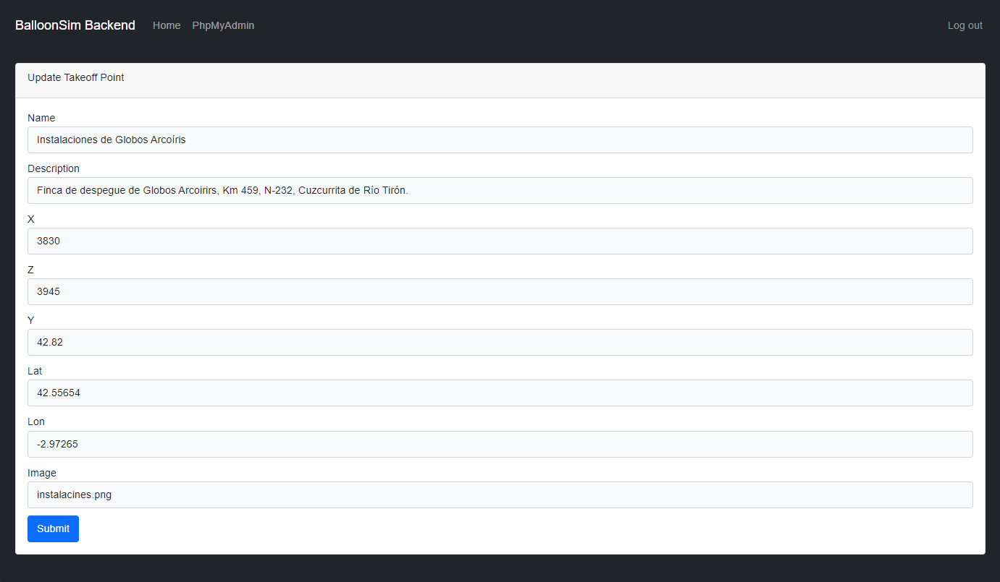 BalloonSim Backend Home PhpMyAdmin Log out
Update Takeoff Point
Name
Instalaciones de Globos Arcoíris
Description
Finca de despegue de Globos Arcoirirs, Km 459, N-232, Cuzcurrita de Río Tirón.
X
3830
Z
3945
Y
42.82
Lat
42.55654
Lon
-2.97265
Image
instalacines.png
Submit